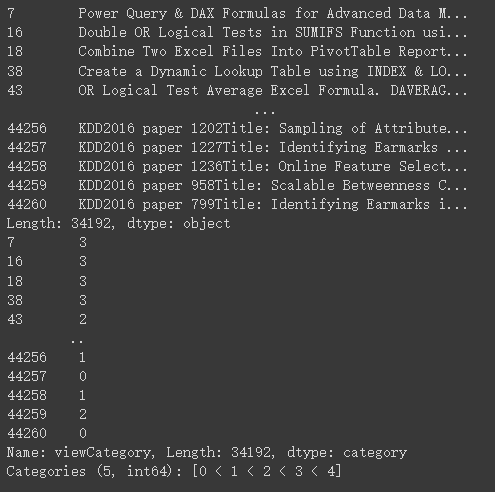 7        Power Query & DAX Formulas for Advanced Data M...
16       Double OR Logical Tests in SUMIFS Function usi...
18       Combine Two Excel Files Into PivotTable Report...
38       Create a Dynamic Lookup Table using INDEX & LO...
43       OR Logical Test Average Excel Formula. DAVERAG...
...
44256    KDD2016 paper 1202Title: Sampling of Attribute...
44257    KDD2016 paper 1227Title: Identifying Earmarks ...
44258    KDD2016 paper 1236Title: Online Feature Select...
44259    KDD2016 paper 958Title: Scalable Betweenness C...
44260    KDD2016 paper 799Title: Identifying Earmarks i...
Length: 34192, dtype: object
7        3
16       3
18       3
38       3
43       2
..
44256    1
44257    0
44258    1
44259    2
44260    0
Name: viewCategory, Length: 34192, dtype: category
Categories (5, int64): [0 < 1 < 2 < 3 < 4]